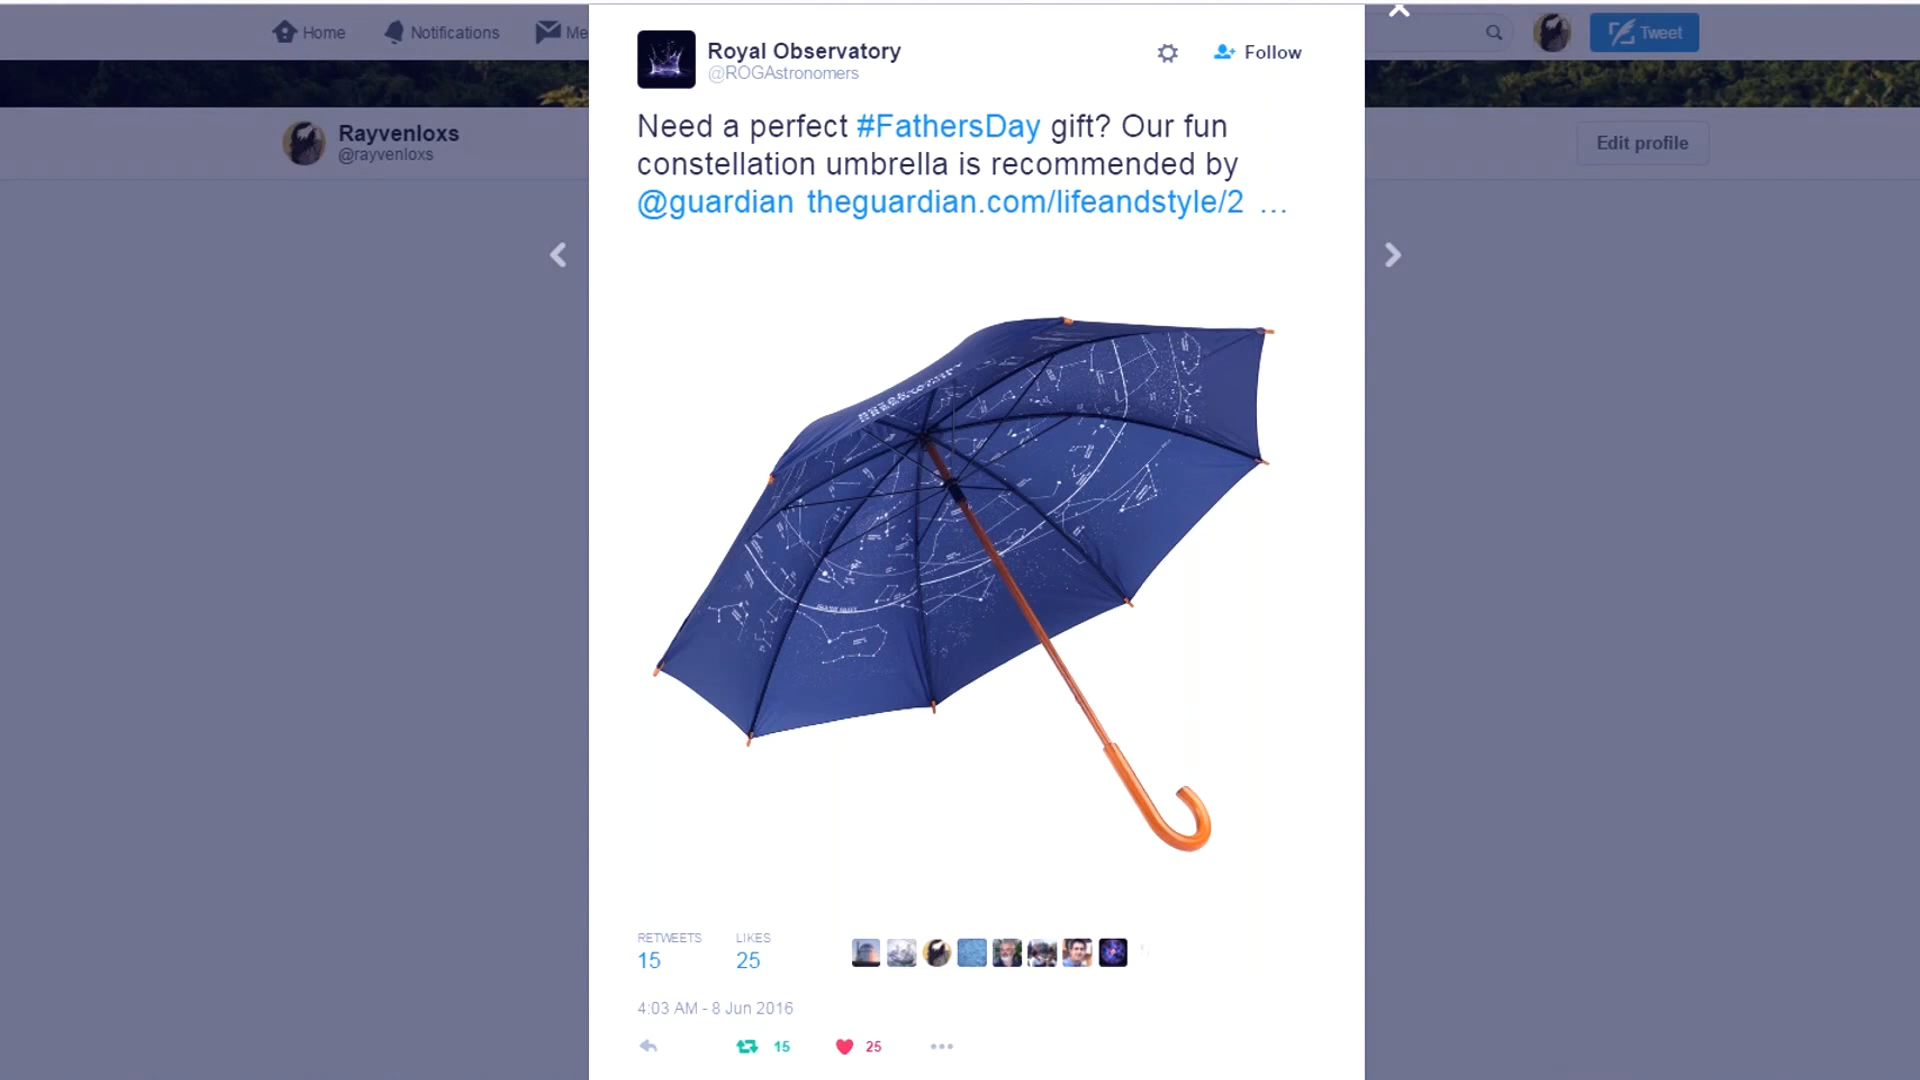 Home Notifications Me
Tweet
Royal Observatory
@ROGAstronomers
Follow
Rayvenloxs
@rayvenloxs
Edit profile
Need a perfect #FathersDay gift? Our fun
constellation umbrella is recommended by
@guardian theguardian.com/lifeandstyle/2 …
RETWEETS LIKES
15 25
4:03 AM - 8 Jun 2016
15 25